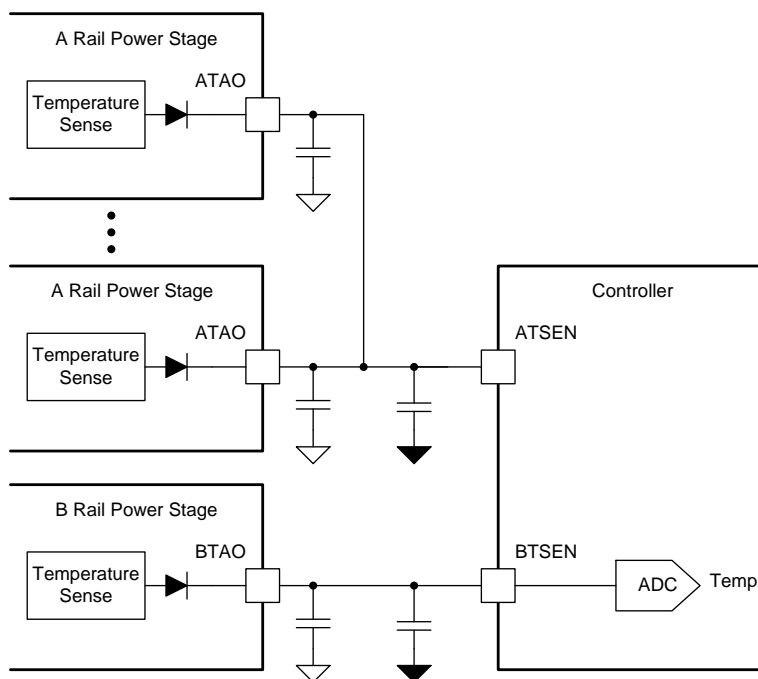 A Rail Power Stage
ATAO
Temperature
Sense
A Rail Power Stage
Controller
ATAO
ATSEN
Temperature
Sense
B Rail Power Stage
BTAO
BTSEN
Temperature
Sense
ADC
Temp